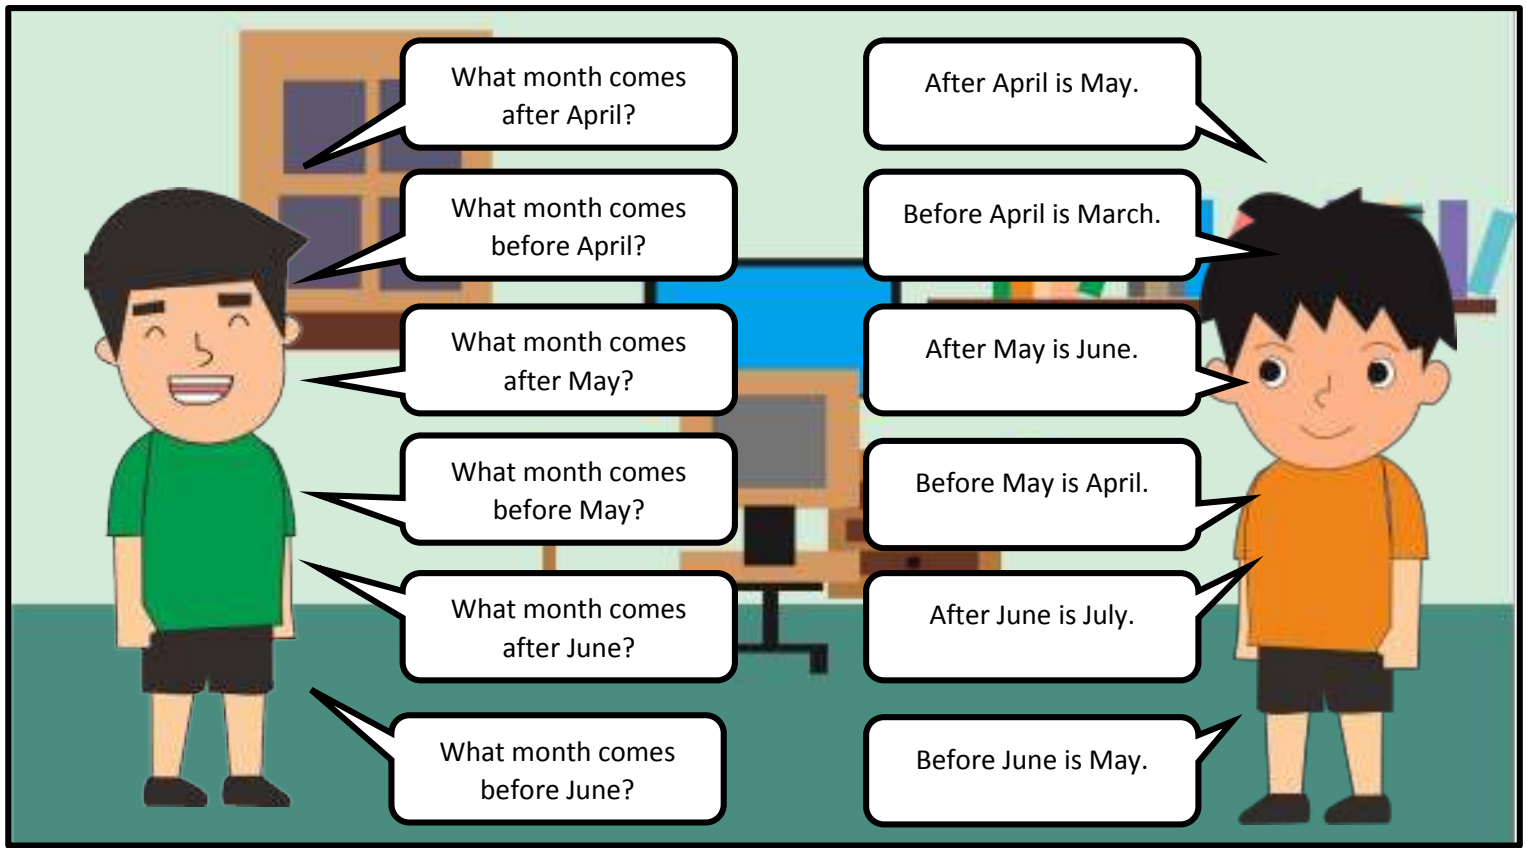 What month comes
after April?
After April is May.
What month comes
before April?
Before April is March.
What month comes
after May?
After May is June.
What month comes
before May?
Before May is April.
What month comes
after June?
After June is July.
What month comes
before June?
Before June is May.